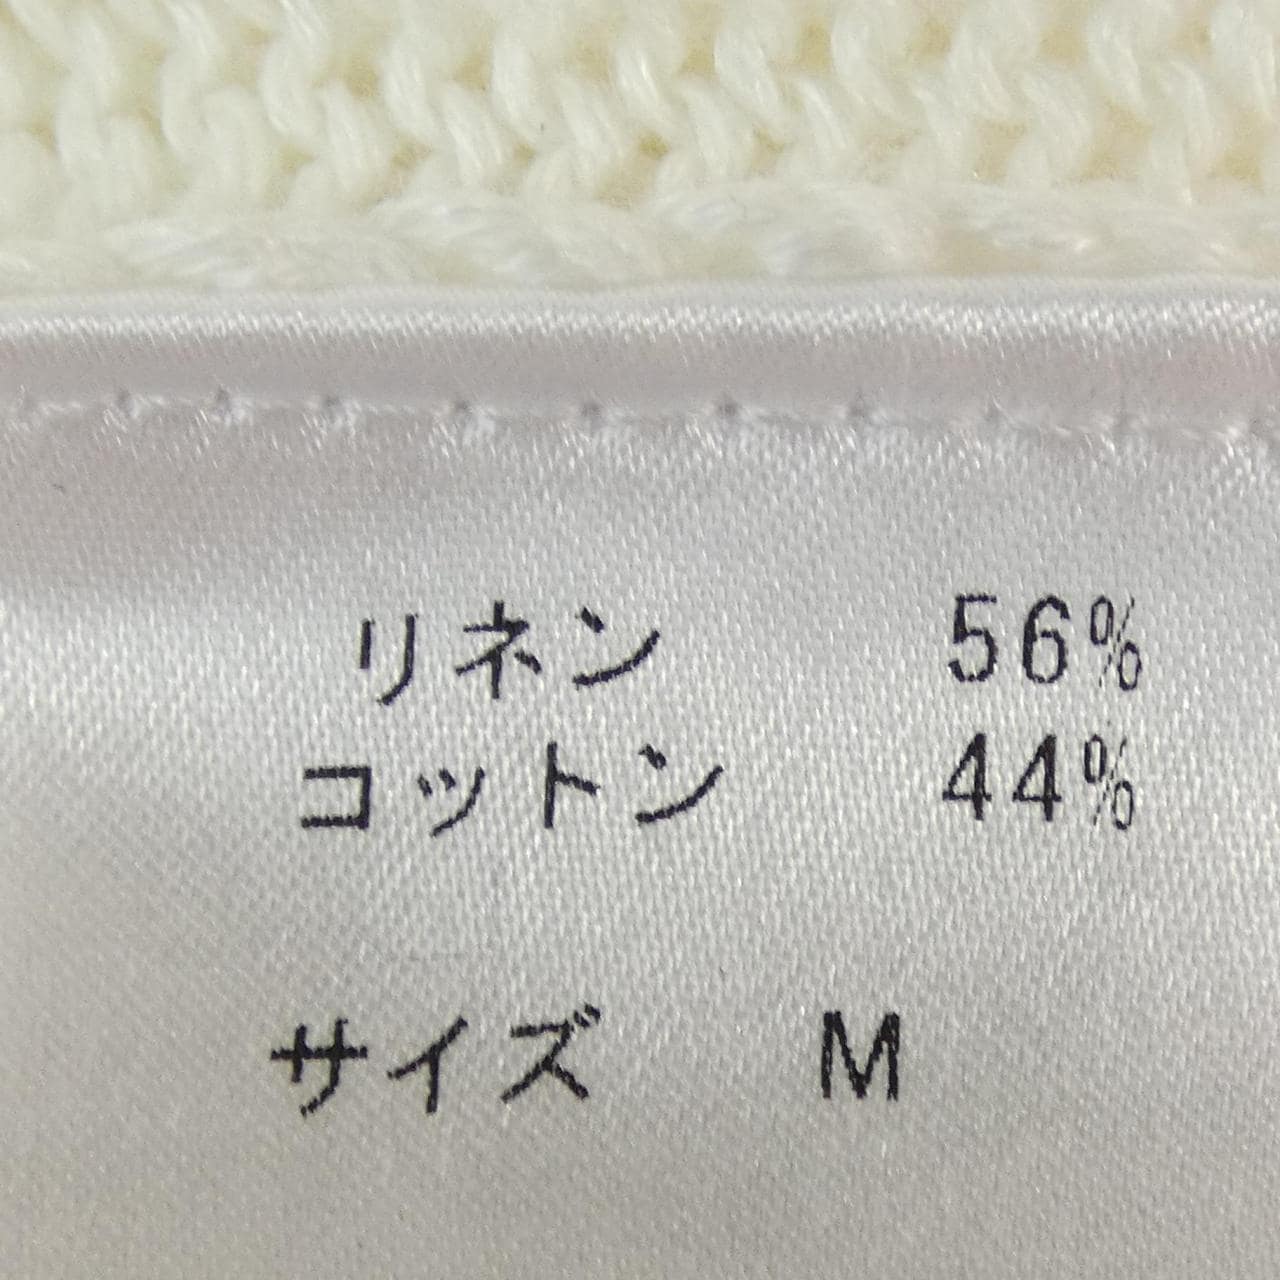 リネン 56%
コットン 44%
サイズ M